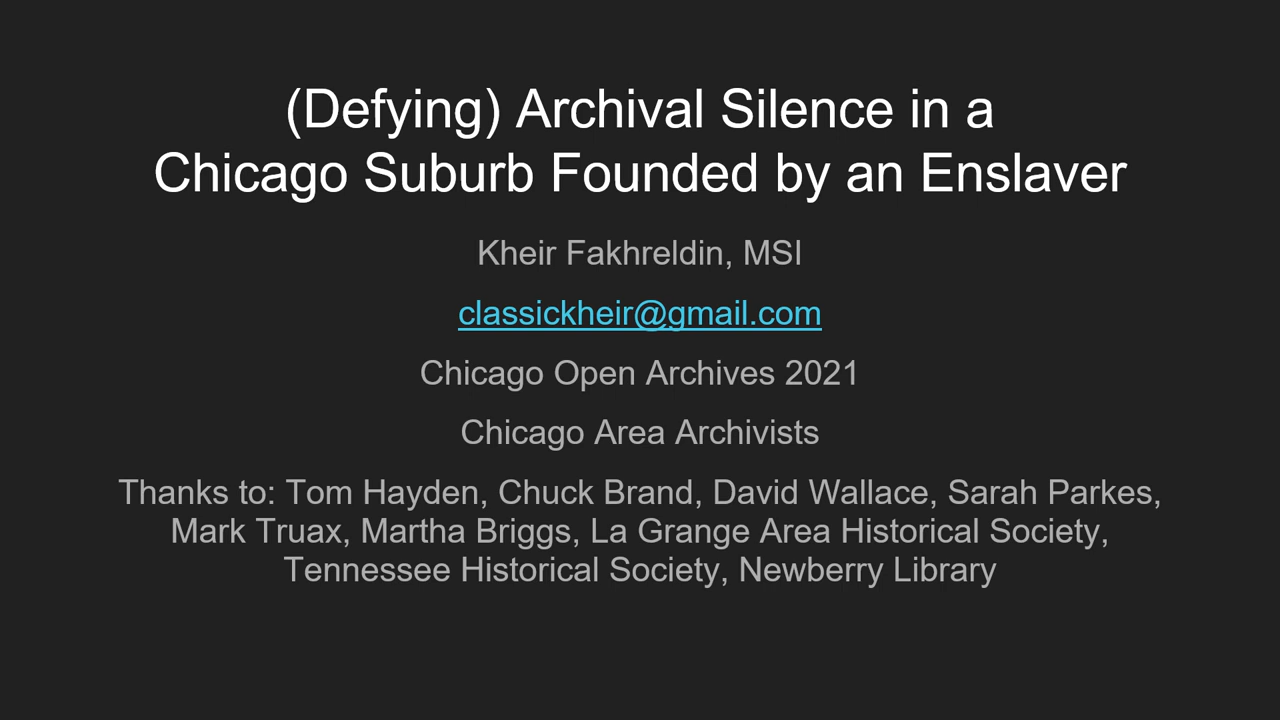 (Defying) Archival Silence in a
Chicago Suburb Founded by an Enslaver
Kheir Fakhreldin, MSI
classickheir@gmail.com
Chicago Open Archives 2021
Chicago Area Archivists
Thanks to: Tom Hayden, Chuck Brand, David Wallace, Sarah Parkes,
Mark Truax, Martha Briggs, La Grange Area Historical Society,
Tennessee Historical Society, Newberry Library